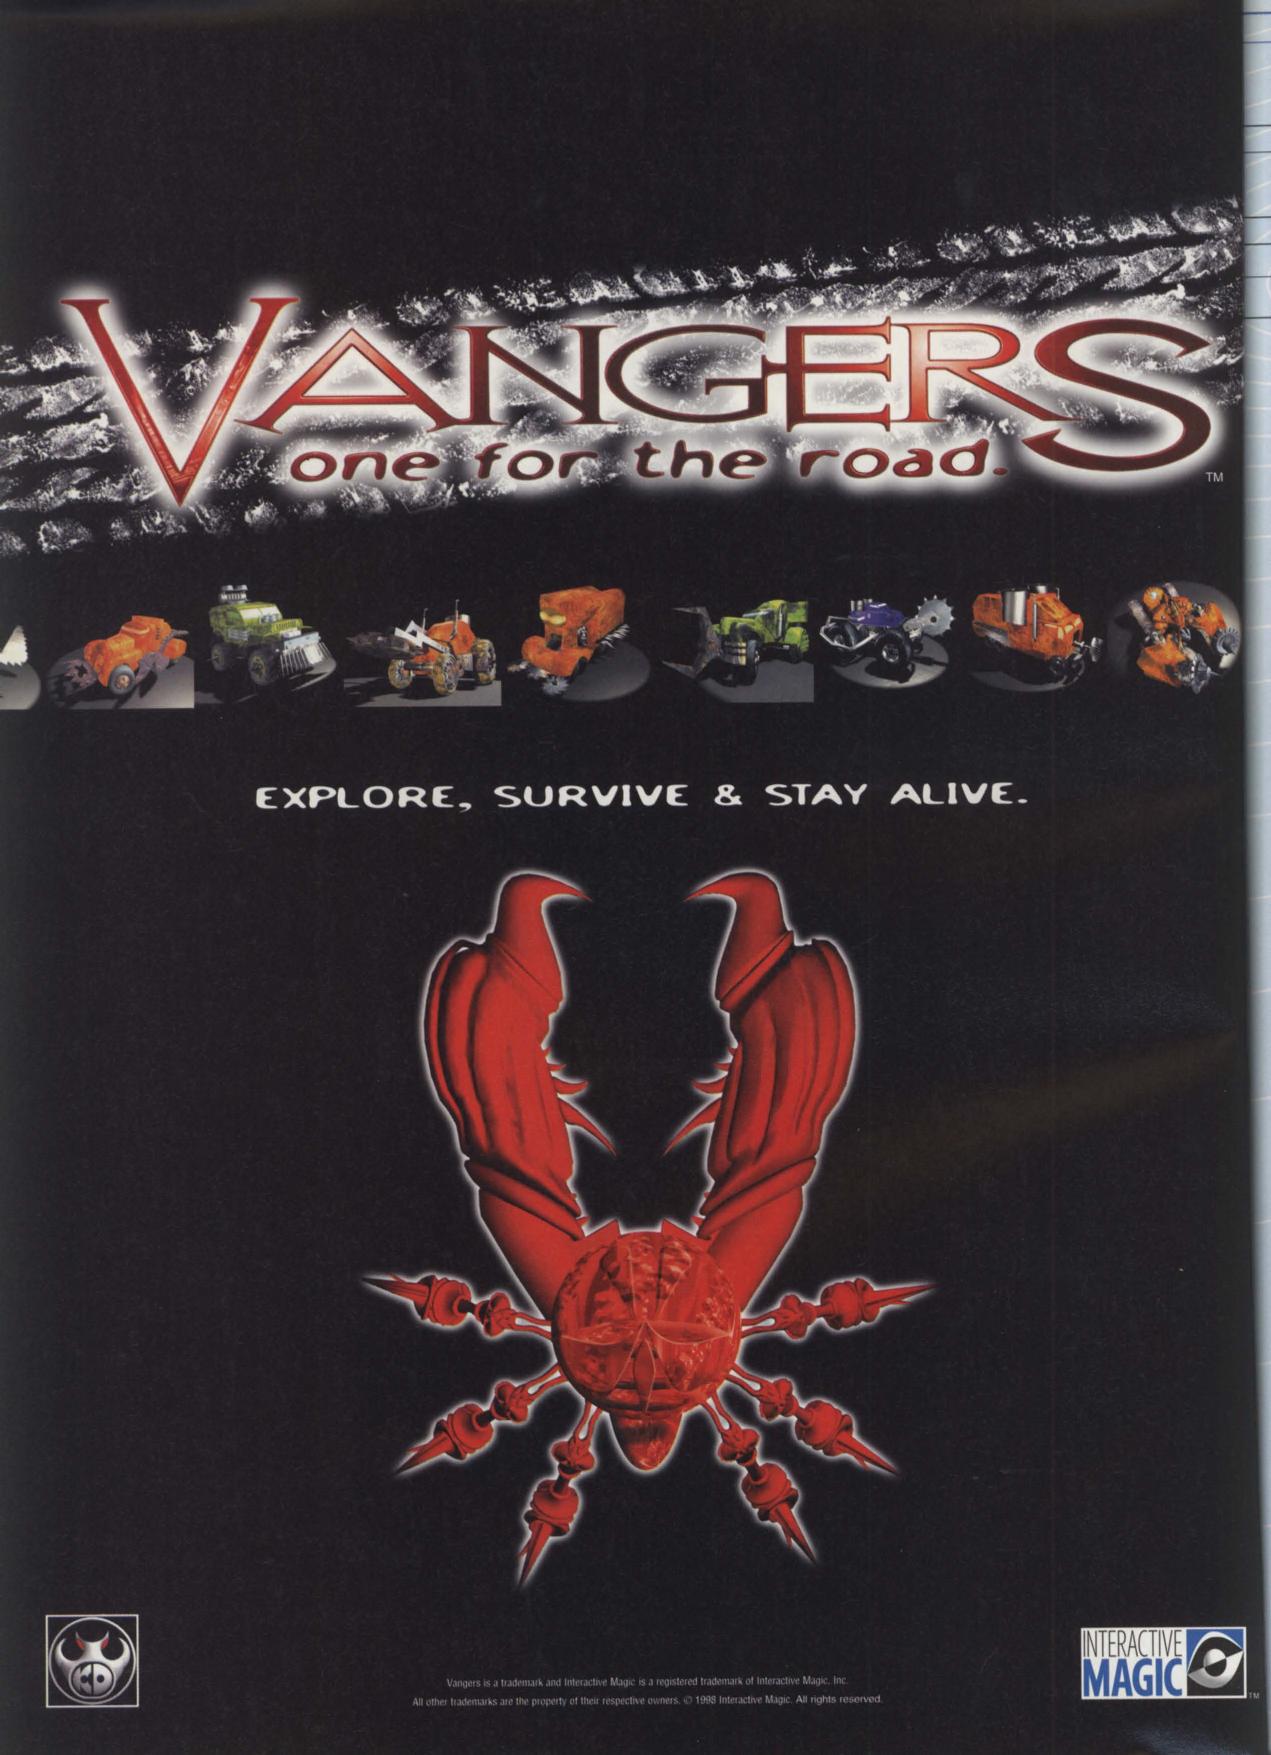 VANGERS
one for the road.
TM
EXPLORE, SURVIVE & STAY ALIVE.
KD
Vangers is a trademark and Interactive Magic is a registered trademark of Interactive Magic, Inc.
All other trademarks are the property of their respective owners. © 1998 Interactive Magic. All rights reserved.
INTERACTIVE
MAGIC
TM